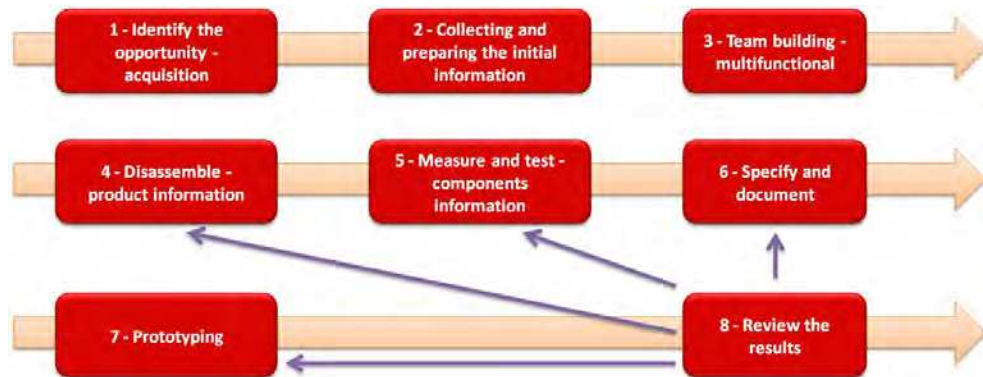 1 - Identify the
opportunity -
acquisition
2 - Collecting and
preparing the initial
information
3 - Team building -
multifunctional
4 - Disassemble -
product information
5 - Measure and test -
components
information
6 - Specify and
document
7 - Prototyping
8 - Review the
results